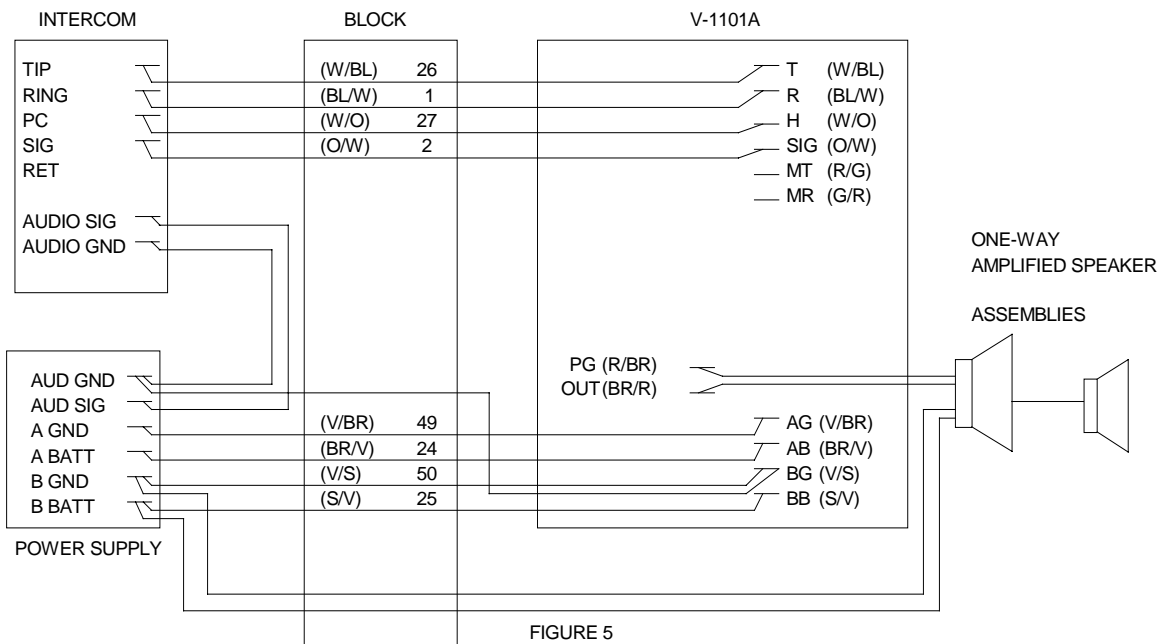 INTERCOM BLOCK V-1101A
TIP (W/BL) 26 T (W/BL)
RING (BL/W) 1 R (BL/W)
PC (W/O) 27 H (W/O)
SIG (O/W) 2 SIG (O/W)
RET MT (R/G)
MR (G/R)
AUDIO SIG
AUDIO GND
ONE-WAY
AMPLIFIED SPEAKER
ASSEMBLIES
PG (R/BR)
OUT (BR/R)
AUD GND
AUD SIG
A GND (V/BR) 49 AG (V/BR)
A BATT (BR/V) 24 AB (BR/V)
B GND (V/S) 50 BG (V/S)
B BATT (S/V) 25 BB (S/V)
POWER SUPPLY
FIGURE 5